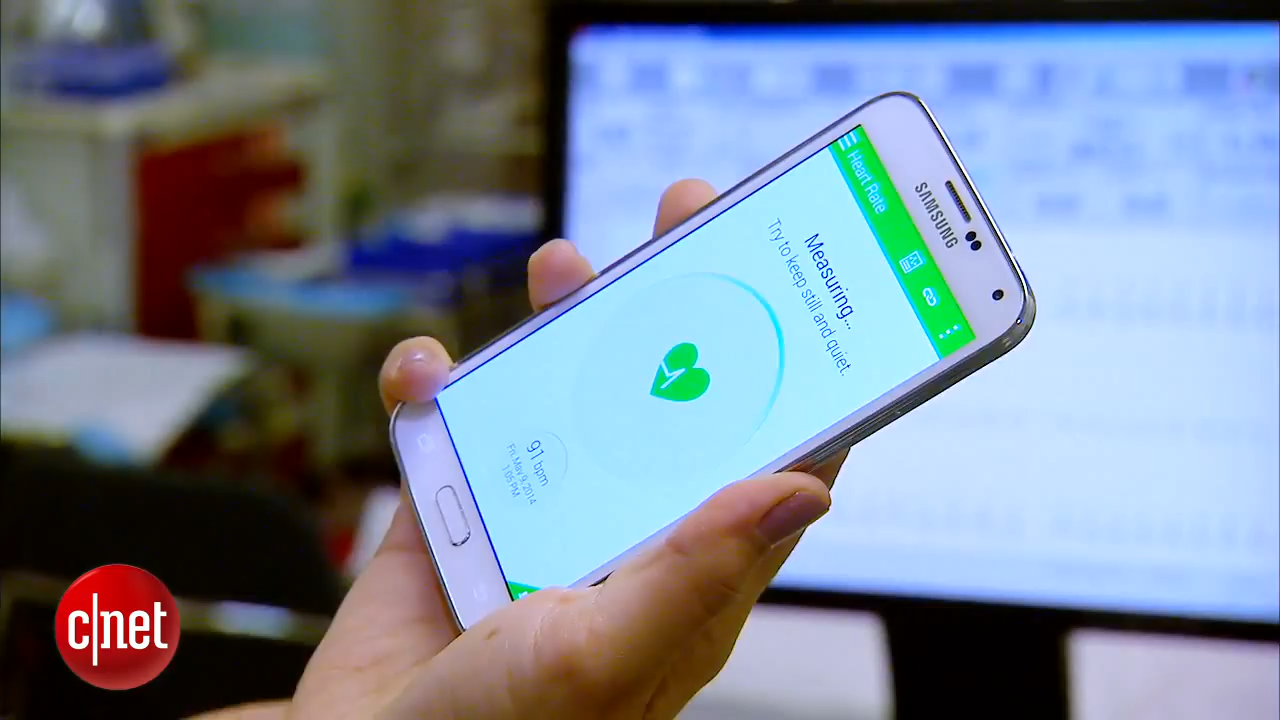 SAMSUNG
Heart Rate
Measuring...
Try to keep still and quiet.
91 bpm
Fri, May 9, 2014
1:05 PM
c|net